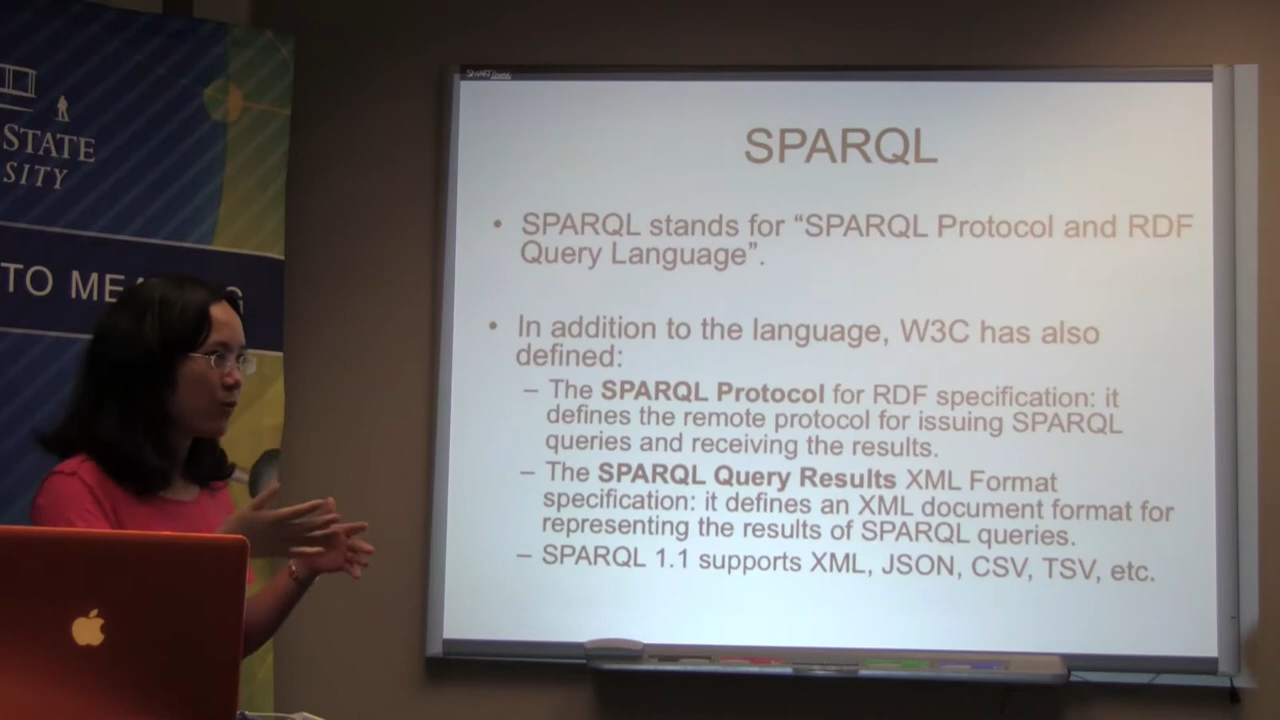 STATE
SITY
TO ME
G
SMART Board
SPARQL
• SPARQL stands for “SPARQL Protocol and RDF
Query Language”.
• In addition to the language, W3C has also
defined:
– The SPARQL Protocol for RDF specification: it
defines the remote protocol for issuing SPARQL
queries and receiving the results.
– The SPARQL Query Results XML Format
specification: it defines an XML document format for
representing the results of SPARQL queries.
– SPARQL 1.1 supports XML, JSON, CSV, TSV, etc.